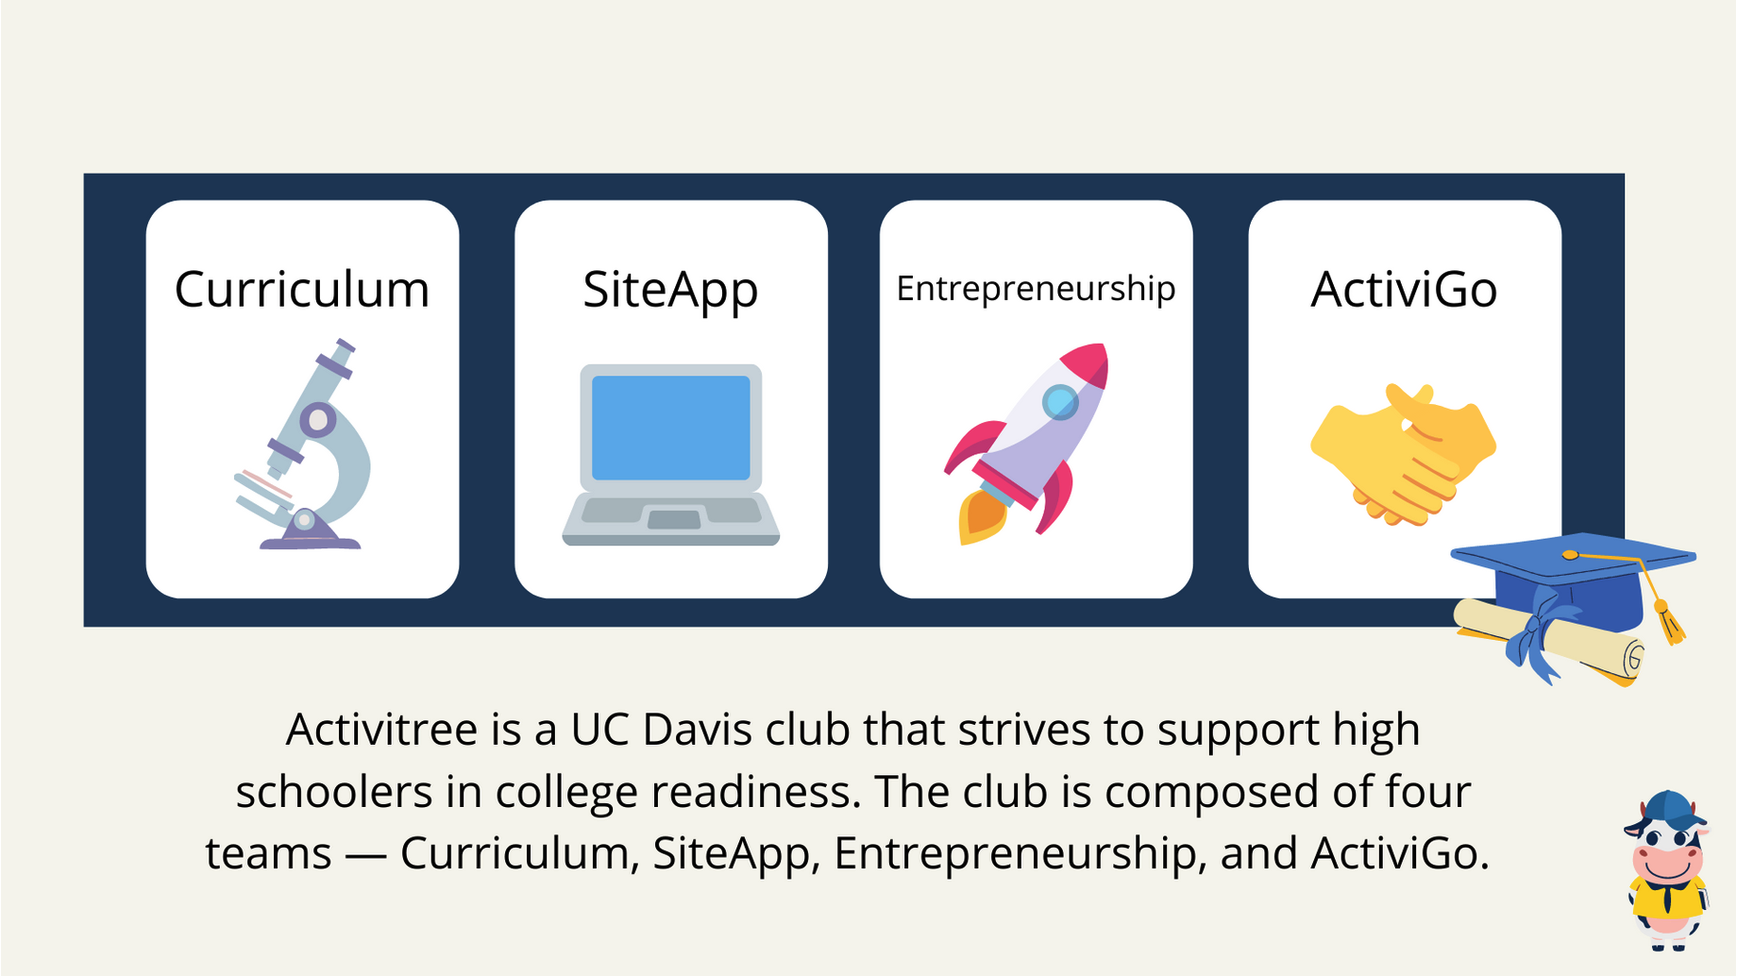 Curriculum
SiteApp
Entrepreneurship
ActiviGo
Activitree is a UC Davis club that strives to support high
schoolers in college readiness. The club is composed of four
teams — Curriculum, SiteApp, Entrepreneurship, and ActiviGo.